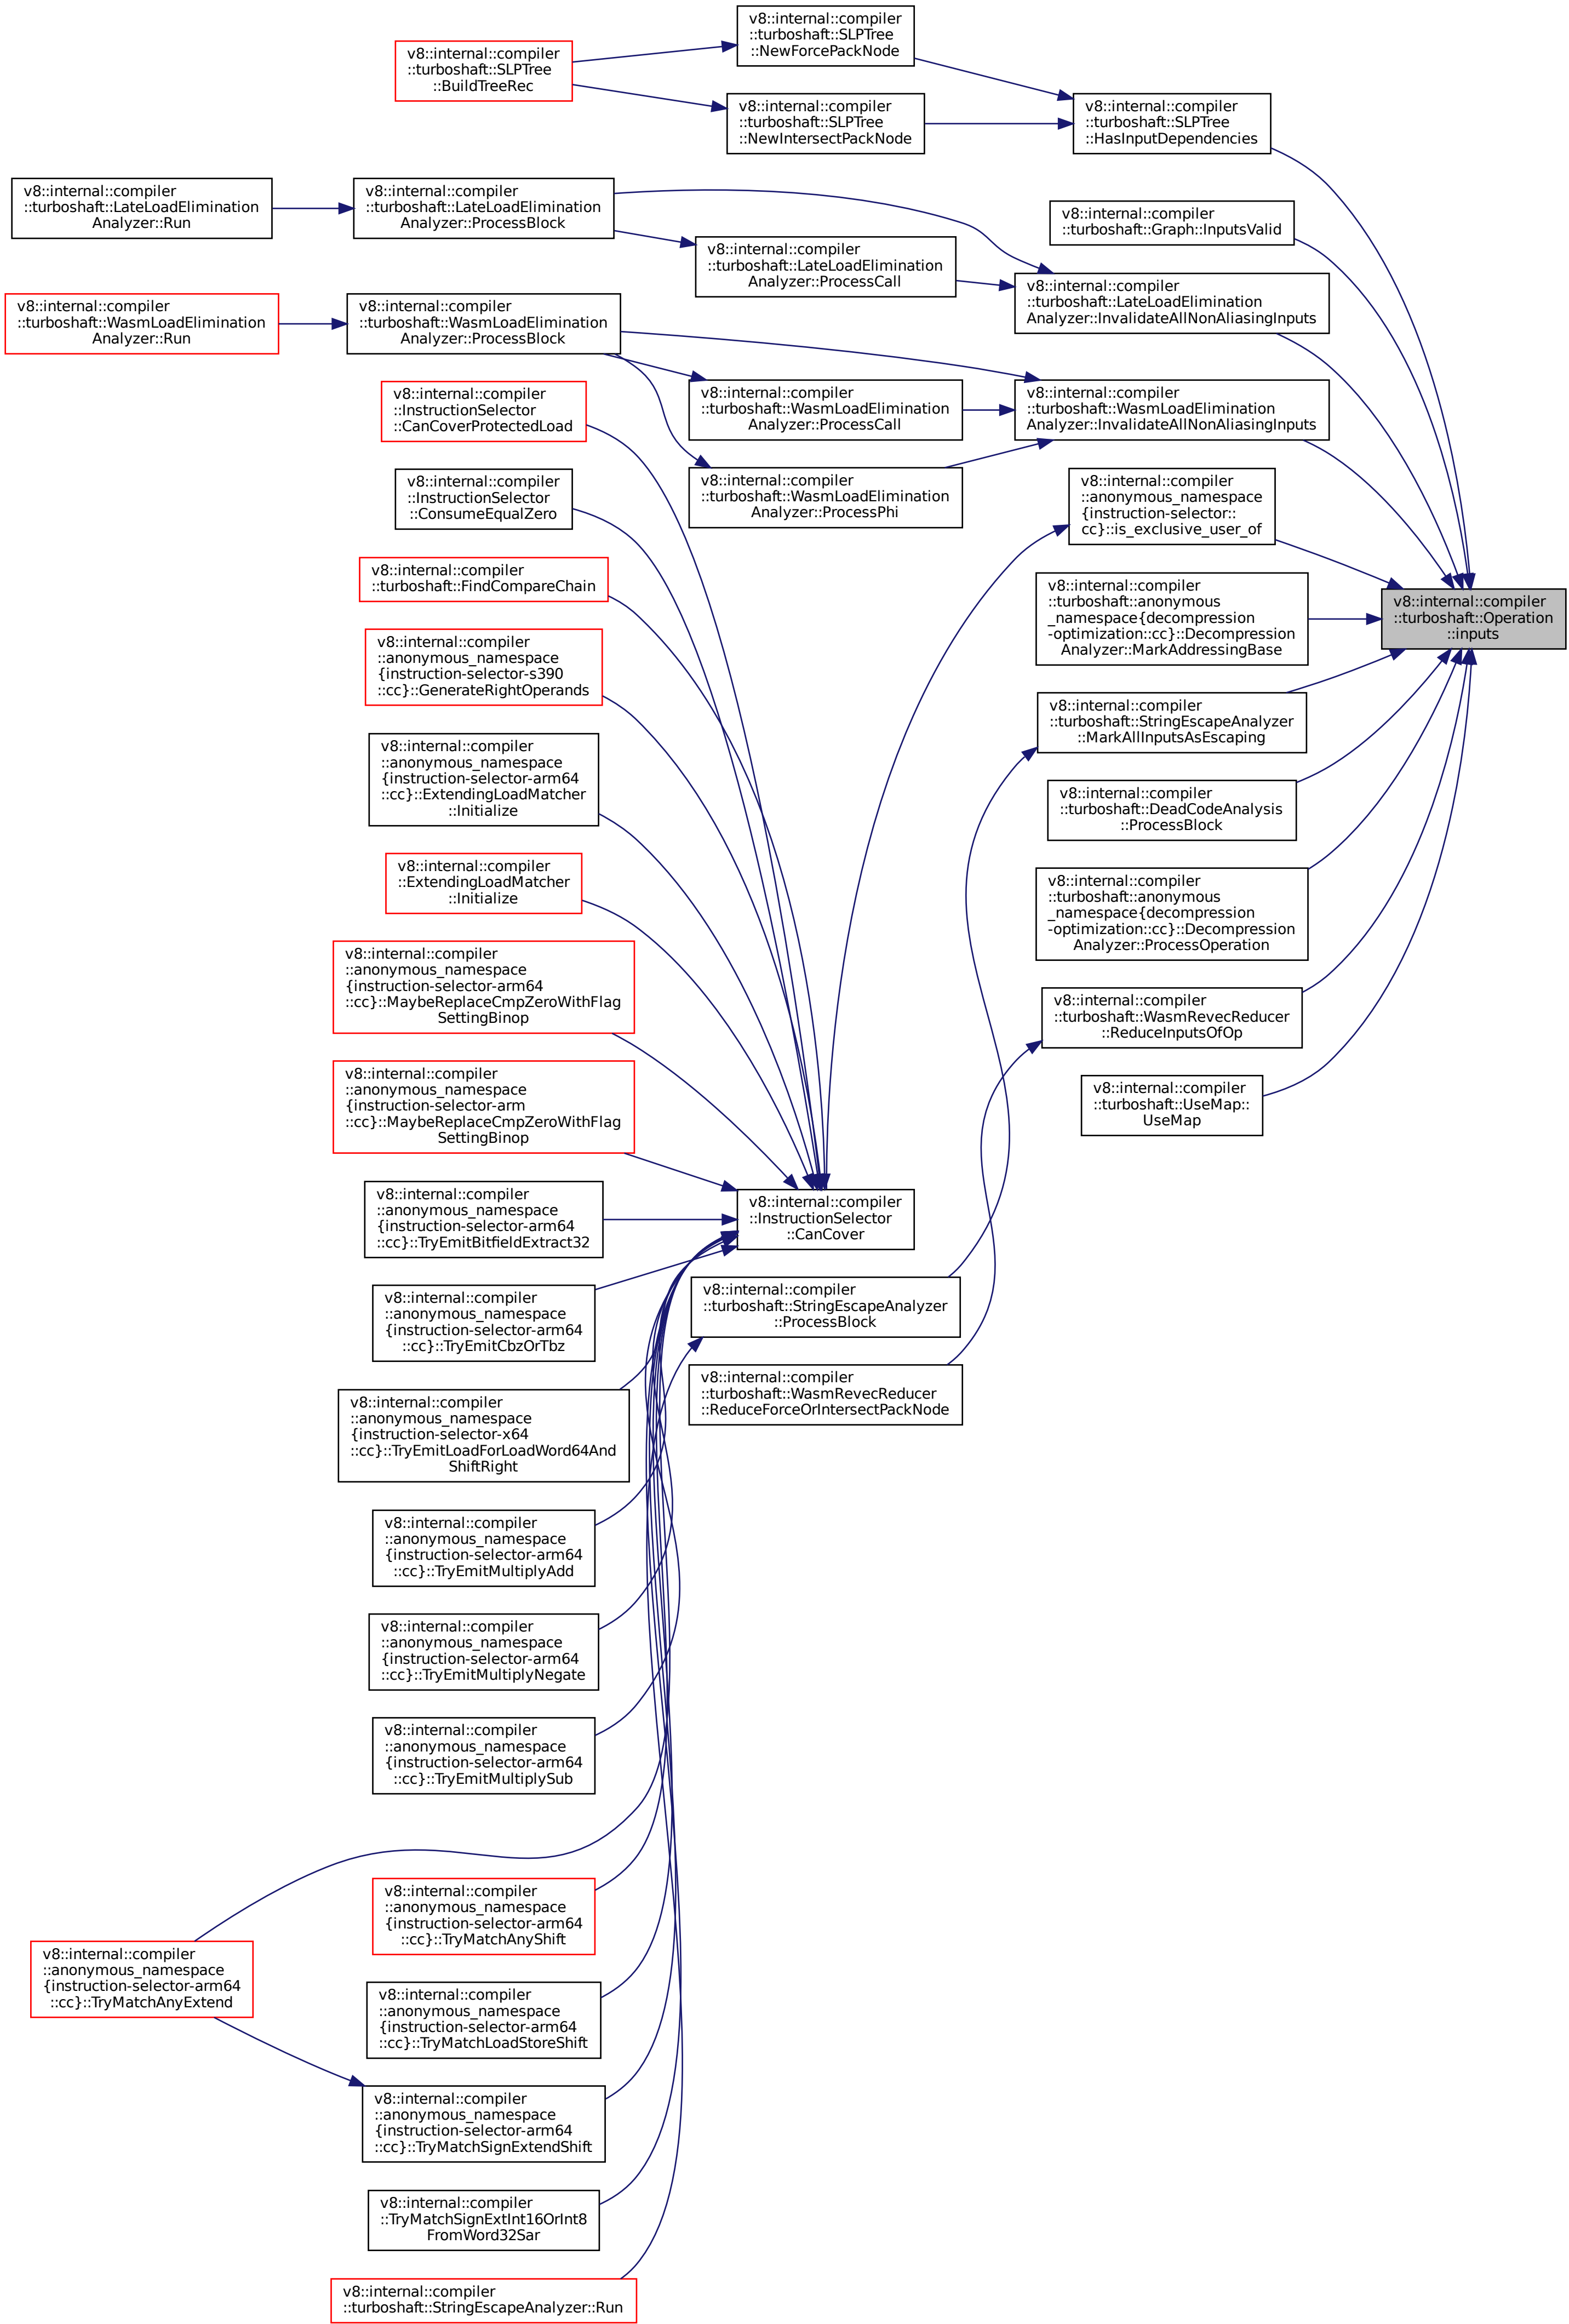 v8::internal::compiler
::turboshaft::SLPTree
::NewForcePackNode
v8::internal::compiler
::turboshaft::SLPTree
::BuildTreeRec
v8::internal::compiler
::turboshaft::SLPTree
::NewIntersectPackNode
v8::internal::compiler
::turboshaft::SLPTree
::HasInputDependencies
v8::internal::compiler
::turboshaft::LateLoadElimination
Analyzer::Run
v8::internal::compiler
::turboshaft::LateLoadElimination
Analyzer::ProcessBlock
v8::internal::compiler
::turboshaft::Graph::InputsValid
v8::internal::compiler
::turboshaft::LateLoadElimination
Analyzer::ProcessCall
v8::internal::compiler
::turboshaft::LateLoadElimination
Analyzer::InvalidateAllNonAliasingInputs
v8::internal::compiler
::turboshaft::WasmLoadElimination
Analyzer::Run
v8::internal::compiler
::turboshaft::WasmLoadElimination
Analyzer::ProcessBlock
v8::internal::compiler
::InstructionSelector
::CanCoverProtectedLoad
v8::internal::compiler
::turboshaft::WasmLoadElimination
Analyzer::ProcessCall
v8::internal::compiler
::turboshaft::WasmLoadElimination
Analyzer::InvalidateAllNonAliasingInputs
v8::internal::compiler
::InstructionSelector
::ConsumeEqualZero
v8::internal::compiler
::turboshaft::WasmLoadElimination
Analyzer::ProcessPhi
v8::internal::compiler
::anonymous_namespace
{instruction-selector::
cc}::is_exclusive_user_of
v8::internal::compiler
::turboshaft::FindCompareChain
v8::internal::compiler
::turboshaft::anonymous
_namespace{decompression
-optimization::cc}::Decompression
Analyzer::MarkAddressingBase
v8::internal::compiler
::turboshaft::Operation
::inputs
v8::internal::compiler
::anonymous_namespace
{instruction-selector-s390
::cc}::GenerateRightOperands
v8::internal::compiler
::turboshaft::StringEscapeAnalyzer
::MarkAllInputsAsEscaping
v8::internal::compiler
::anonymous_namespace
{instruction-selector-arm64
::cc}::ExtendingLoadMatcher
::Initialize
v8::internal::compiler
::turboshaft::DeadCodeAnalysis
::ProcessBlock
v8::internal::compiler
::ExtendingLoadMatcher
::Initialize
v8::internal::compiler
::turboshaft::anonymous
_namespace{decompression
-optimization::cc}::Decompression
Analyzer::ProcessOperation
v8::internal::compiler
::anonymous_namespace
{instruction-selector-arm64
::cc}::MaybeReplaceCmpZeroWithFlag
SettingBinop
v8::internal::compiler
::turboshaft::WasmRevecReducer
::ReduceInputsOfOp
v8::internal::compiler
::anonymous_namespace
{instruction-selector-arm
::cc}::MaybeReplaceCmpZeroWithFlag
SettingBinop
v8::internal::compiler
::turboshaft::UseMap::
UseMap
v8::internal::compiler
::anonymous_namespace
{instruction-selector-arm64
::cc}::TryEmitBitfieldExtract32
v8::internal::compiler
::InstructionSelector
::CanCover
v8::internal::compiler
::anonymous_namespace
{instruction-selector-arm64
::cc}::TryEmitCbzOrTbz
v8::internal::compiler
::turboshaft::StringEscapeAnalyzer
::ProcessBlock
v8::internal::compiler
::turboshaft::WasmRevecReducer
::ReduceForceOrIntersectPackNode
v8::internal::compiler
::anonymous_namespace
{instruction-selector-x64
::cc}::TryEmitLoadForLoadWord64And
ShiftRight
v8::internal::compiler
::anonymous_namespace
{instruction-selector-arm64
::cc}::TryEmitMultiplyAdd
v8::internal::compiler
::anonymous_namespace
{instruction-selector-arm64
::cc}::TryEmitMultiplyNegate
v8::internal::compiler
::anonymous_namespace
{instruction-selector-arm64
::cc}::TryEmitMultiplySub
v8::internal::compiler
::anonymous_namespace
{instruction-selector-arm64
::cc}::TryMatchAnyShift
v8::internal::compiler
::anonymous_namespace
{instruction-selector-arm64
::cc}::TryMatchAnyExtend
v8::internal::compiler
::anonymous_namespace
{instruction-selector-arm64
::cc}::TryMatchLoadStoreShift
v8::internal::compiler
::anonymous_namespace
{instruction-selector-arm64
::cc}::TryMatchSignExtendShift
v8::internal::compiler
::TryMatchSignExtInt16OrInt8
FromWord32Sar
v8::internal::compiler
::turboshaft::StringEscapeAnalyzer::Run